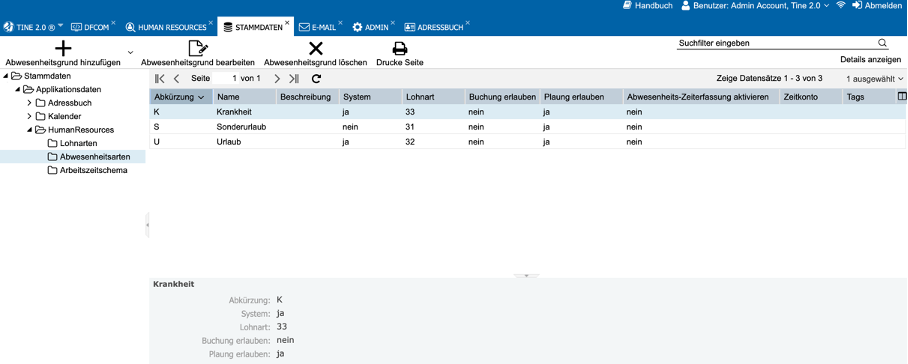 Handbuch Benutzer: Admin Account, Tine 2.0 Abmelden
TINE 2.0 ® DFCOM × HUMAN RESOURCES × STAMMDATEN × E-MAIL × ADMIN × ADRESSBUCH ×
Suchfilter eingeben
Abwesenheitsgrund hinzufügen Abwesenheitsgrund bearbeiten Abwesenheitsgrund löschen Drucke Seite
Details anzeigen
Stammdaten
Applikationsdaten
Adressbuch
Kalender
HumanResources
Lohnarten
Abwesenheitsarten
Arbeitszeitschema
Seite 1 von 1 Zeige Datensätze 1 - 3 von 3 1 ausgewählt
Abkürzung Name Beschreibung System Lohnart Buchung erlauben Plaung erlauben Abwesenheits-Zeiterfassung aktivieren Zeitkonto Tags
K Krankheit ja 33 nein ja nein
S Sonderurlaub nein 31 nein ja nein
U Urlaub ja 32 nein ja nein
Krankheit
Abkürzung: K
System: ja
Lohnart: 33
Buchung erlauben: nein
Plaung erlauben: ja